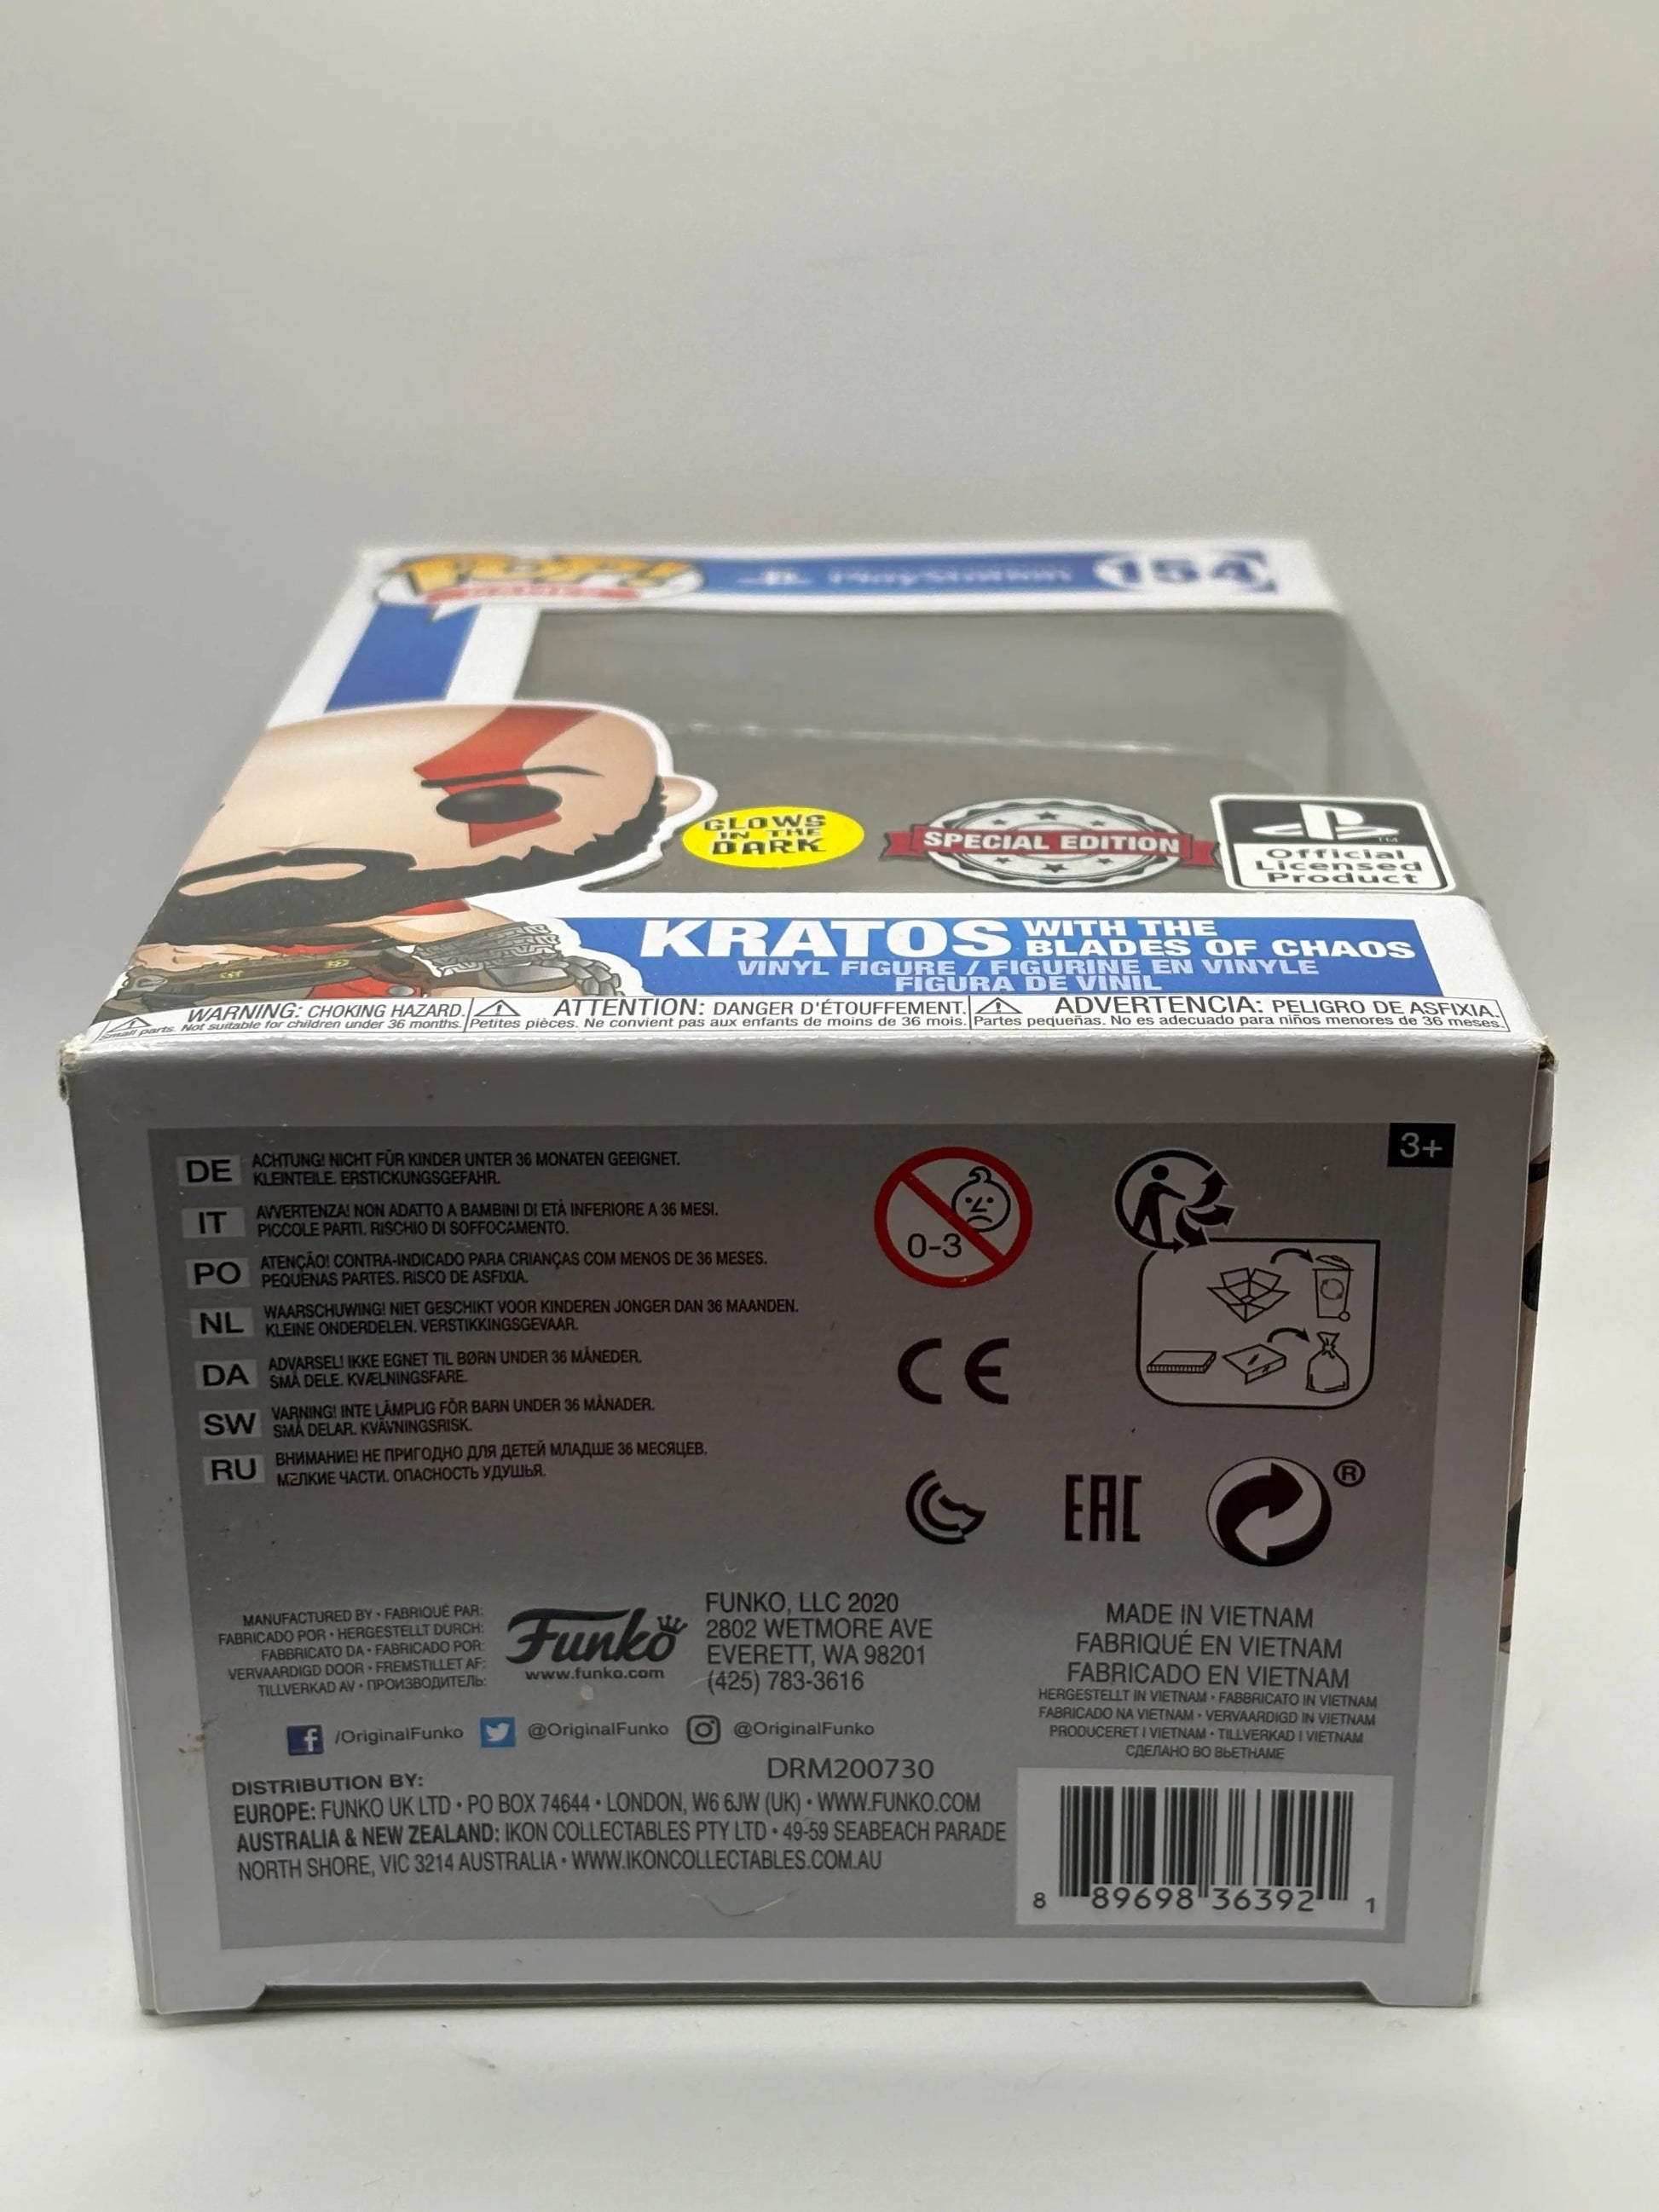 POP!
GAMES
PlayStation
154
GLOWS
IN THE
DARK
SPECIAL EDITION
TM
Official
Licensed
Product
KRATOS WITH THE
BLADES OF CHAOS
VINYL FIGURE / FIGURINE EN VINYLE
FIGURA DE VINIL
WARNING: CHOKING HAZARD.
Small parts. Not suitable for children under 36 months.
ATTENTION: DANGER D'ÉTOUFFEMENT.
Petites pièces. Ne convient pas aux enfants de moins de 36 mois.
ADVERTENCIA: PELIGRO DE ASFIXIA.
Partes pequeñas. No es adecuado para niños menores de 36 meses.
3+
DE ACHTUNG! NICHT FÜR KINDER UNTER 36 MONATEN GEEIGNET.
KLEINTEILE. ERSTICKUNGSGEFAHR.
IT AVVERTENZA! NON ADATTO A BAMBINI DI ETÀ INFERIORE A 36 MESI.
PICCOLE PARTI. RISCHIO DI SOFFOCAMENTO.
PO ATENÇÃO! CONTRA-INDICADO PARA CRIANÇAS COM MENOS DE 36 MESES.
PEQUENAS PARTES. RISCO DE ASFIXIA.
NL WAARSCHUWING! NIET GESCHIKT VOOR KINDEREN JONGER DAN 36 MAANDEN.
KLEINE ONDERDELEN. VERSTIKKINGSGEVAAR.
DA ADVARSEL! IKKE EGNET TIL BØRN UNDER 36 MÅNEDER.
SMÅ DELE. KVÆLNINGSFARE.
SW VARNING! INTE LÄMPLIG FÖR BARN UNDER 36 MÅNADER.
SMÅ DELAR. KVÄVNINGSRISK.
RU ВНИМАНИЕ! НЕ ПРИГОДНО ДЛЯ ДЕТЕЙ МЛАДШЕ 36 МЕСЯЦЕВ.
МЕЛКИЕ ЧАСТИ. ОПАСНОСТЬ УДУШЬЯ.
0-3
CE
EAC
®
MANUFACTURED BY • FABRIQUÉ PAR:
FABRICADO POR • HERGESTELLT DURCH:
FABBRICATO DA • FABRICADO POR:
VERVAARDIGD DOOR • FREMSTILLET AF:
TILLVERKAD AV • ПРОИЗВОДИТЕЛЬ:
Funko
www.funko.com
FUNKO, LLC 2020
2802 WETMORE AVE
EVERETT, WA 98201
(425) 783-3616
MADE IN VIETNAM
FABRIQUÉ EN VIETNAM
FABRICADO EN VIETNAM
HERGESTELLT IN VIETNAM • FABBRICATO IN VIETNAM
FABRICADO NA VIETNAM • VERVAARDIGD IN VIETNAM
PRODUCERET I VIETNAM • TILLVERKAD I VIETNAM
СДЕЛАНО ВО ВЬЕТНАМЕ
/OriginalFunko @OriginalFunko @OriginalFunko
DRM200730
DISTRIBUTION BY:
EUROPE: FUNKO UK LTD • PO BOX 74644 • LONDON, W6 6JW (UK) • WWW.FUNKO.COM
AUSTRALIA & NEW ZEALAND: IKON COLLECTABLES PTY LTD • 49-59 SEABEACH PARADE
NORTH SHORE, VIC 3214 AUSTRALIA • WWW.IKONCOLLECTABLES.COM.AU
8 89698 36392 1